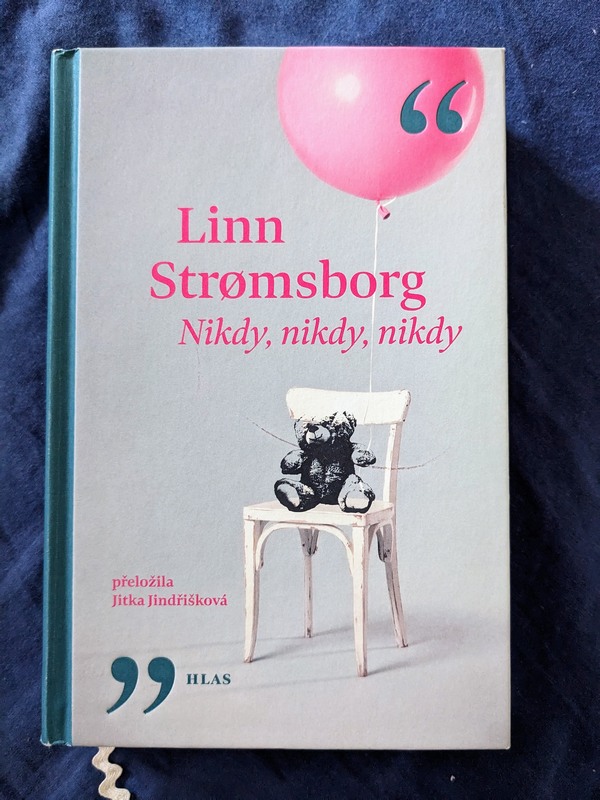 “
Linn
Strømsborg
Nikdy, nikdy, nikdy
přeložila
Jitka Jindřišková
” HLAS